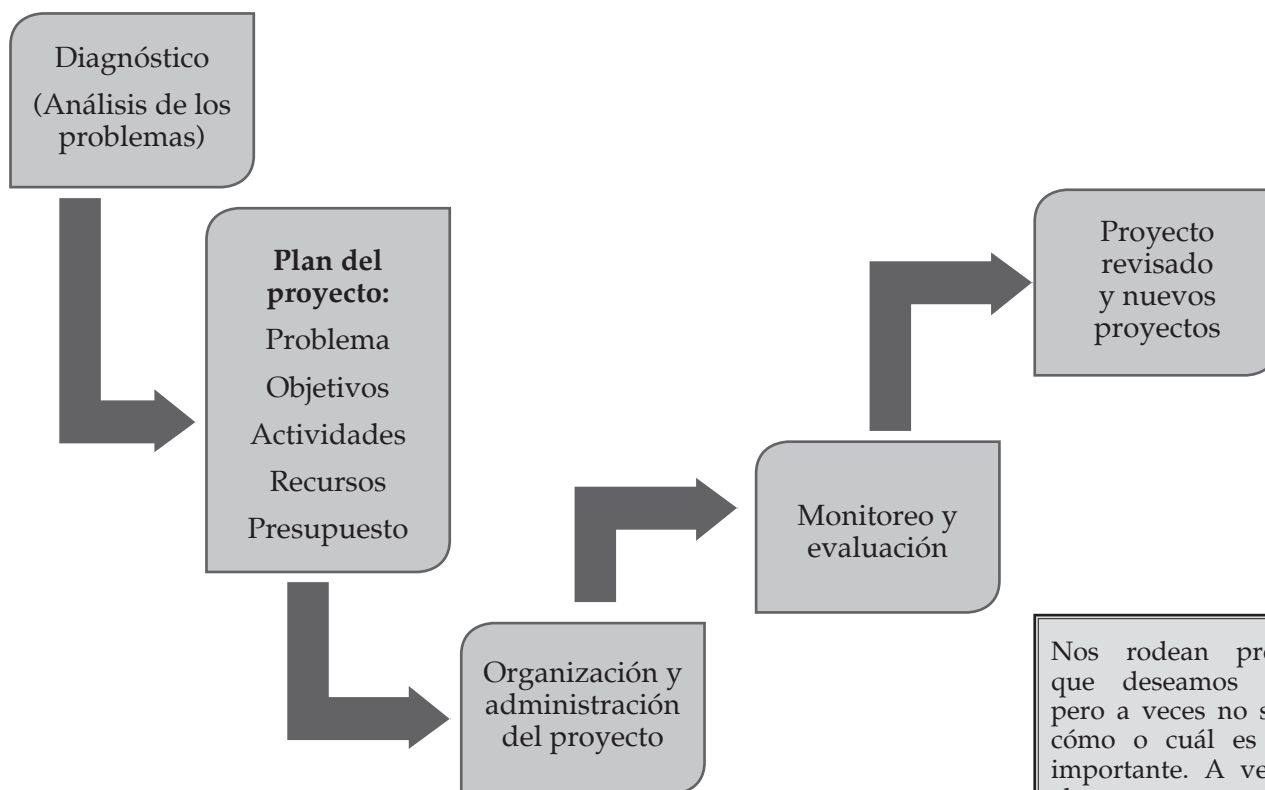 Diagnóstico
(Análisis de los
problemas)
Plan del
proyecto:
Problema
Objetivos
Actividades
Recursos
Presupuesto
Organización y
administración
del proyecto
Monitoreo y
evaluación
Proyecto
revisado
y nuevos
proyectos
Nos rodean
que deseamos
pero a veces no
cómo o cuál es
importante. A